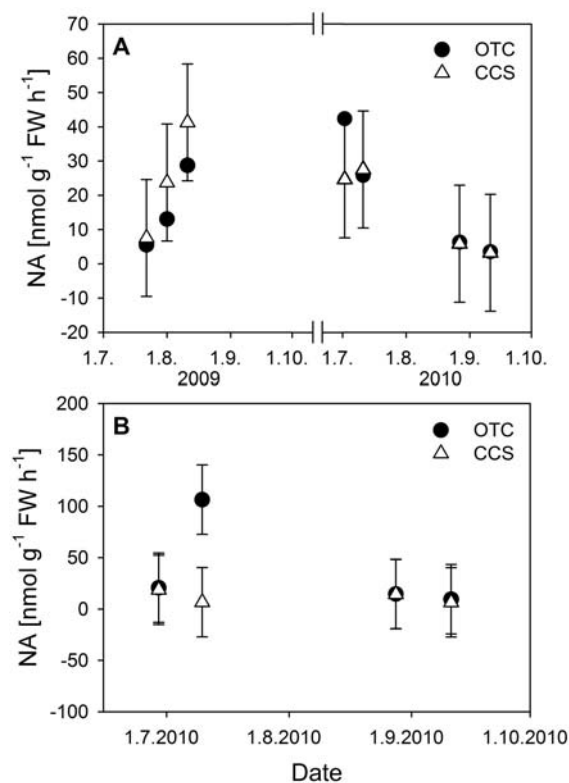 A
OTC
CCS
NA [nmol g⁻¹ FW h⁻¹]
70
60
50
40
30
20
10
0
-10
-20
1.7. 1.8. 1.9. 1.10. 1.7. 1.8. 1.9. 1.10.
2009 2010
B
OTC
CCS
NA [nmol g⁻¹ FW h⁻¹]
200
150
100
50
0
-50
-100
1.7.2010 1.8.2010 1.9.2010 1.10.2010
Date